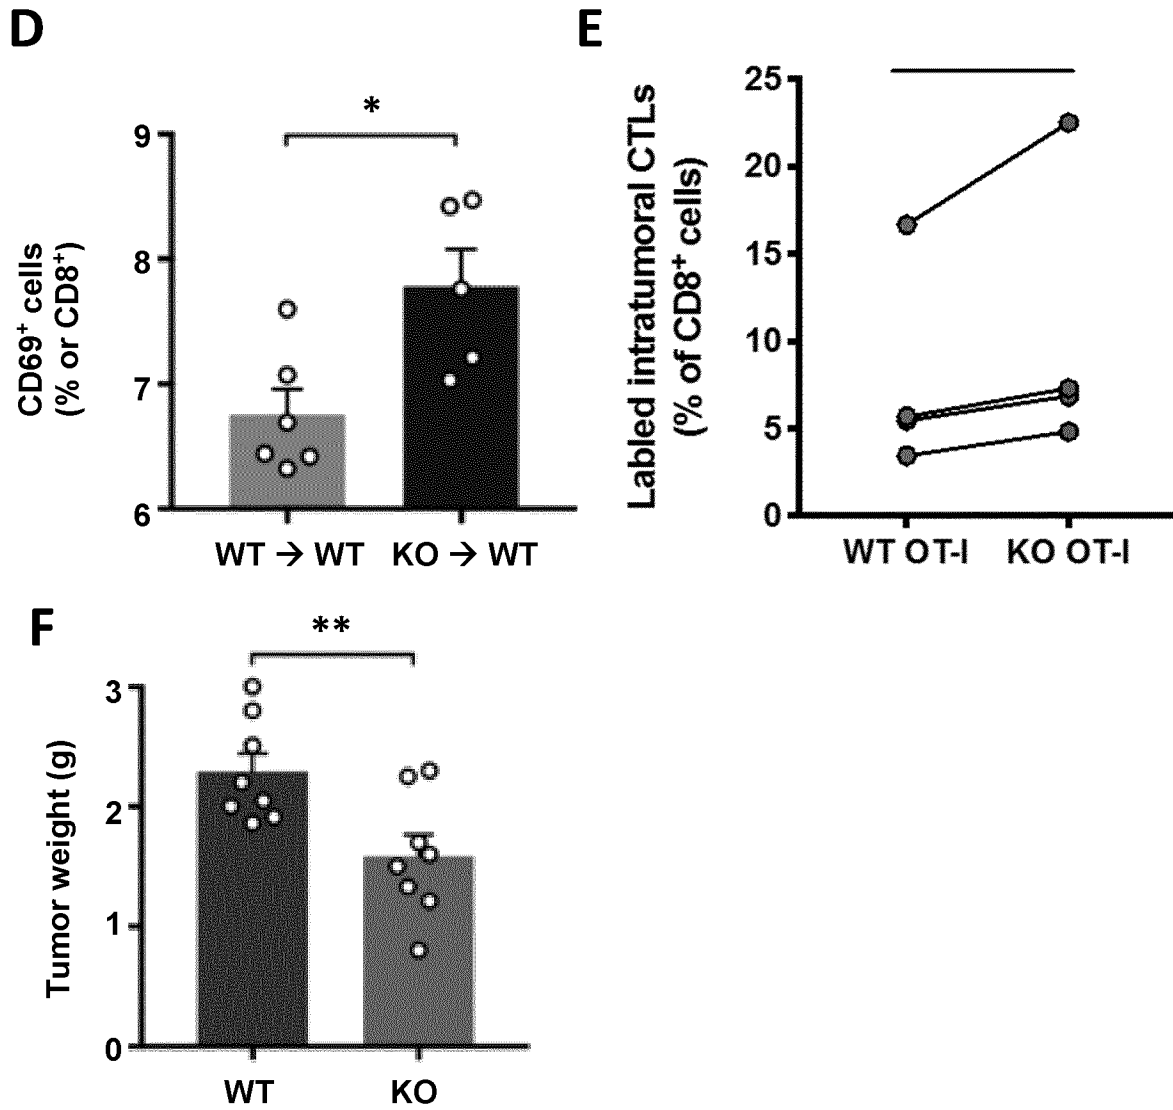 D
*
9
8
7
6
CD69⁺ cells
(% or CD8⁺)
WT → WT
KO → WT
E
25
20
15
10
5
0
Labled intratumoral CTLs
(% of CD8⁺ cells)
WT OT-I
KO OT-I
F
**
3
2
1
0
Tumor weight (g)
WT
KO